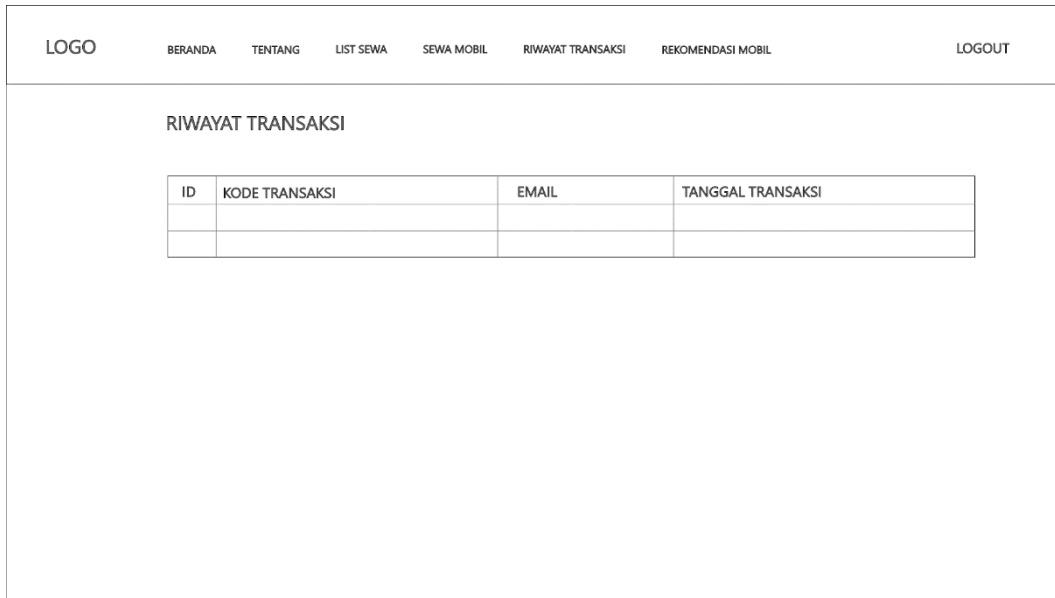 LOGO BERANDA TENTANG LIST SEWA SEWA MOBIL RIWAYAT TRANSAKSI REKOMENDASI MOBIL LOGOUT
RIWAYAT TRANSAKSI
ID KODE TRANSAKSI EMAIL TANGGAL TRANSAKSI